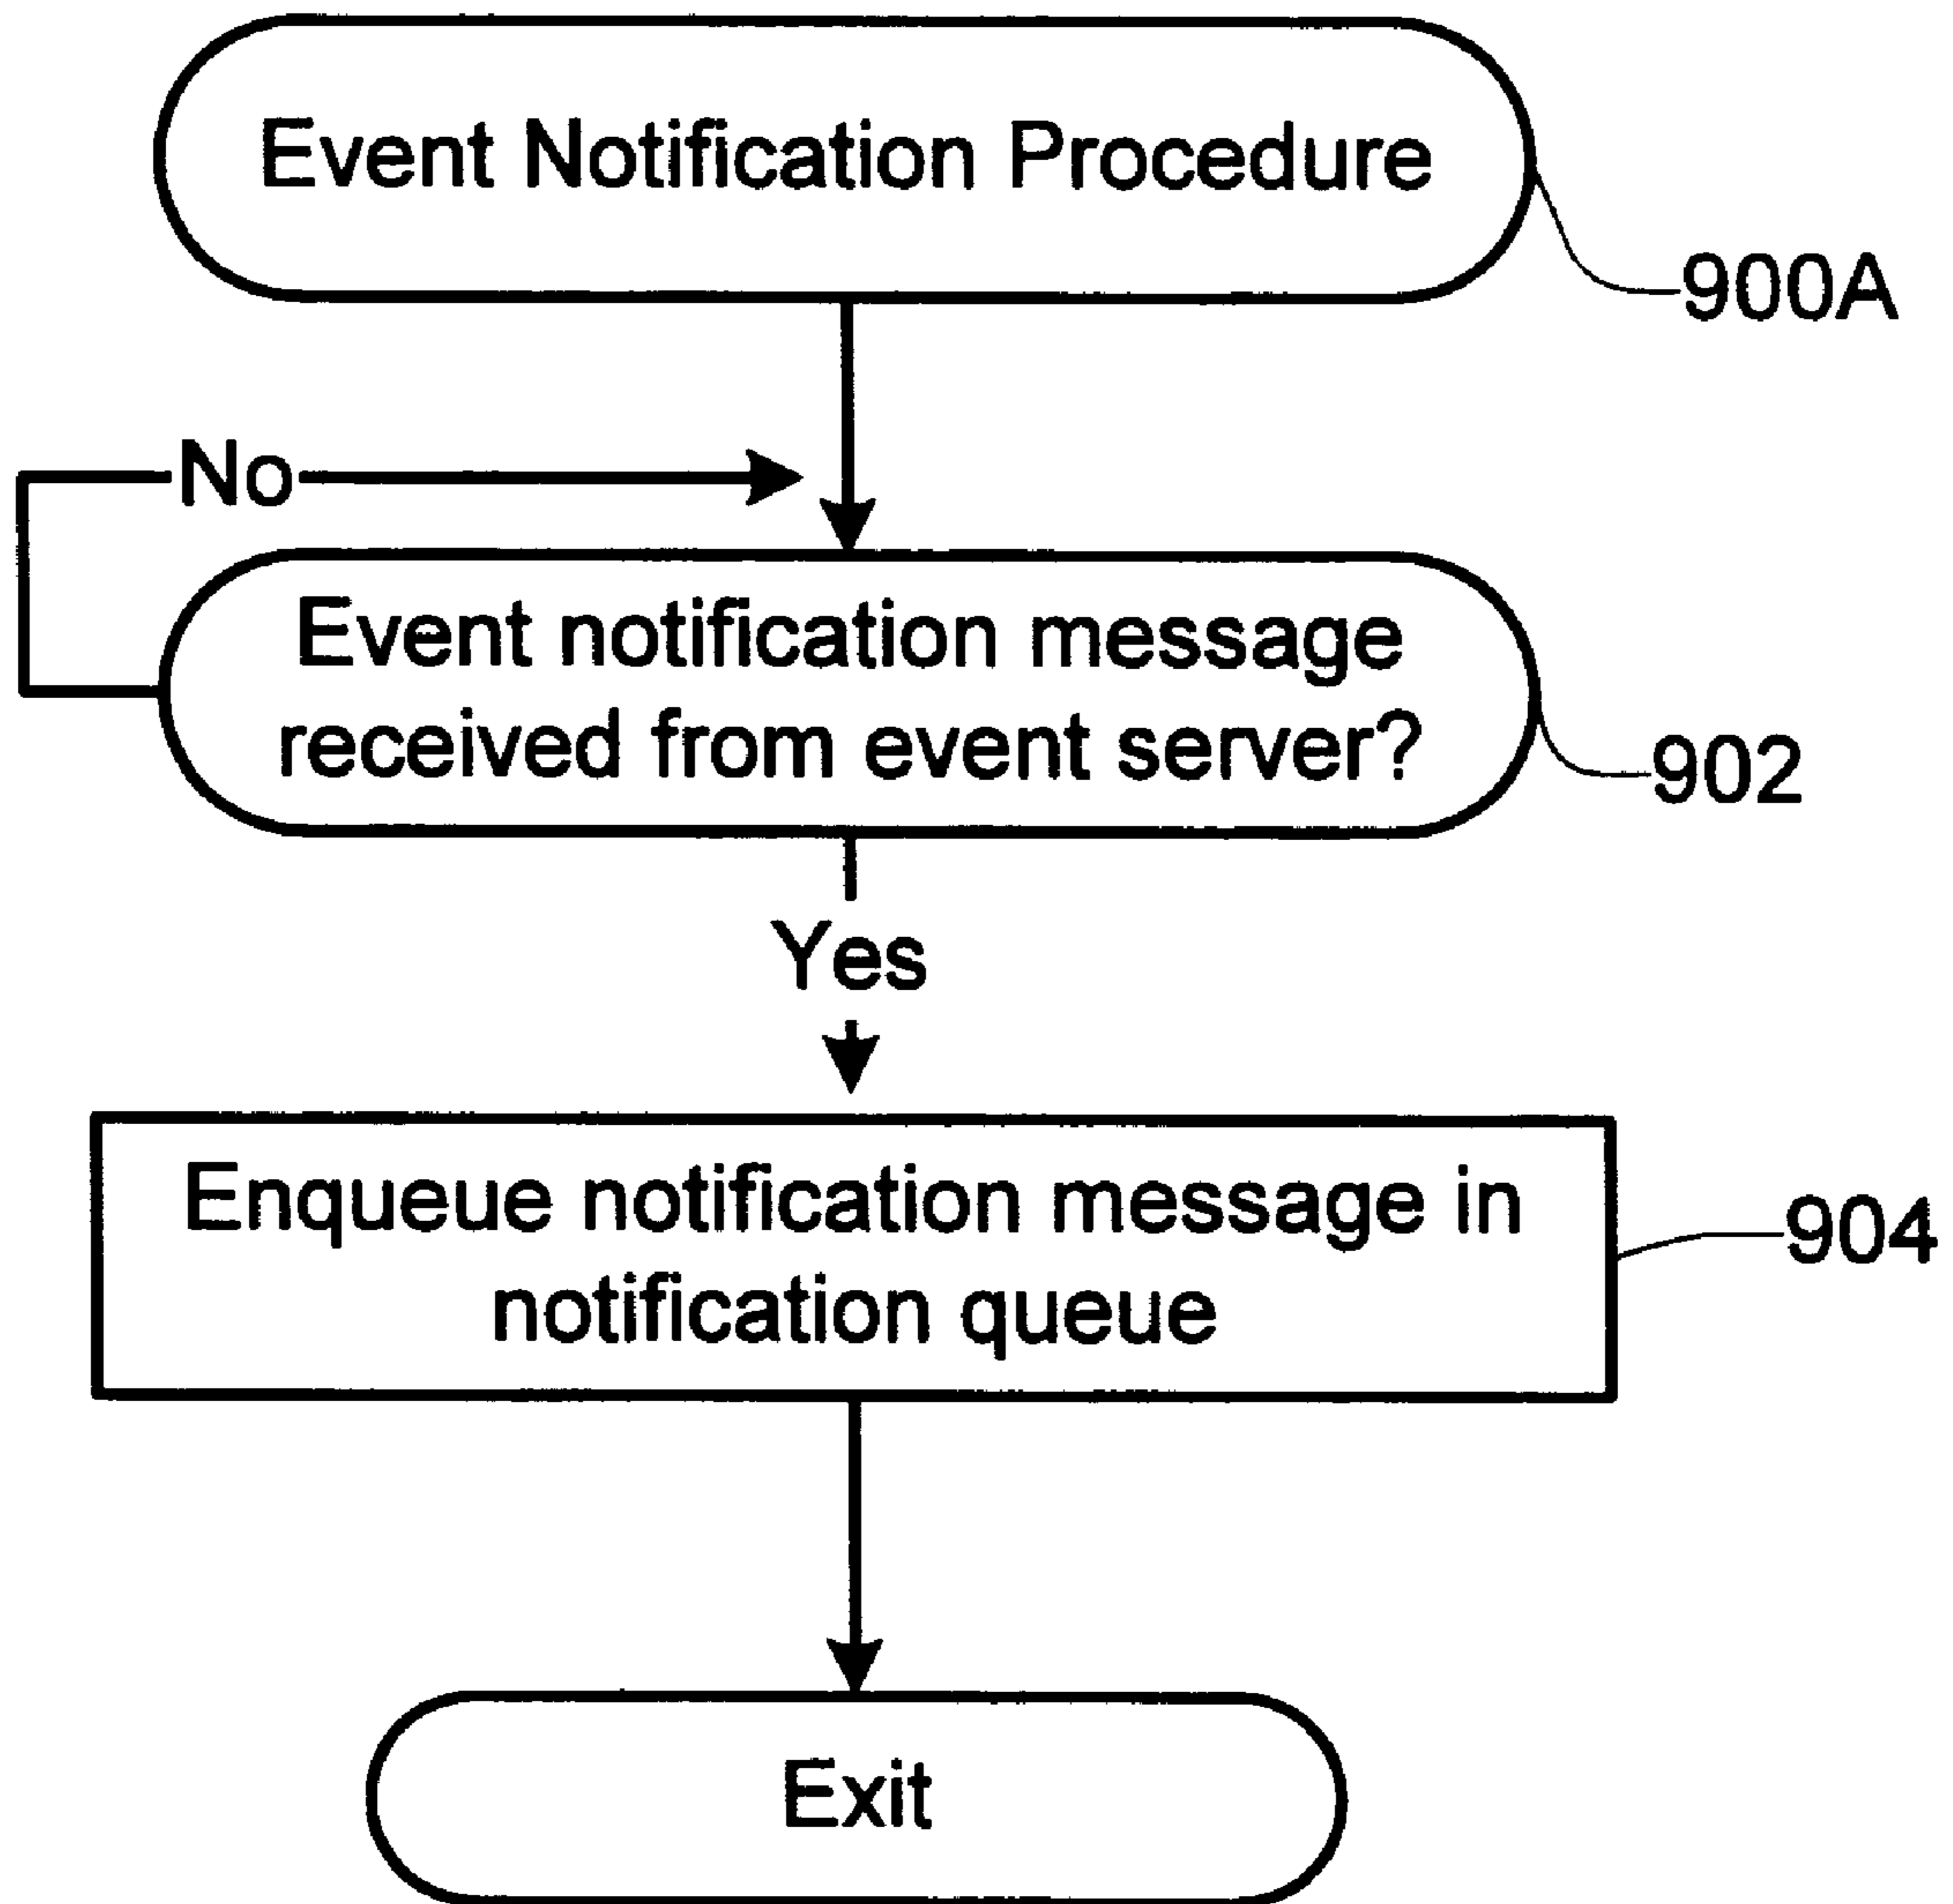 Event Notification Procedure
900A
No
Event notification message
received from event server?
902
Yes
Enqueue notification message in
notification queue
904
Exit